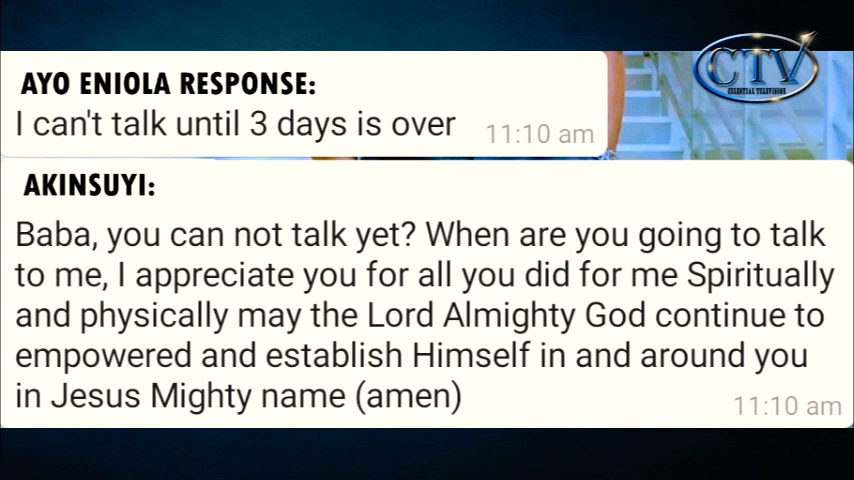 CTV
CELESTIAL TELEVISION
AYO ENIOLA RESPONSE:
I can't talk until 3 days is over 11:10 am
AKINSUYI:
Baba, you can not talk yet? When are you going to talk
to me, I appreciate you for all you did for me Spiritually
and physically may the Lord Almighty God continue to
empowered and establish Himself in and around you
in Jesus Mighty name (amen)
11:10 am